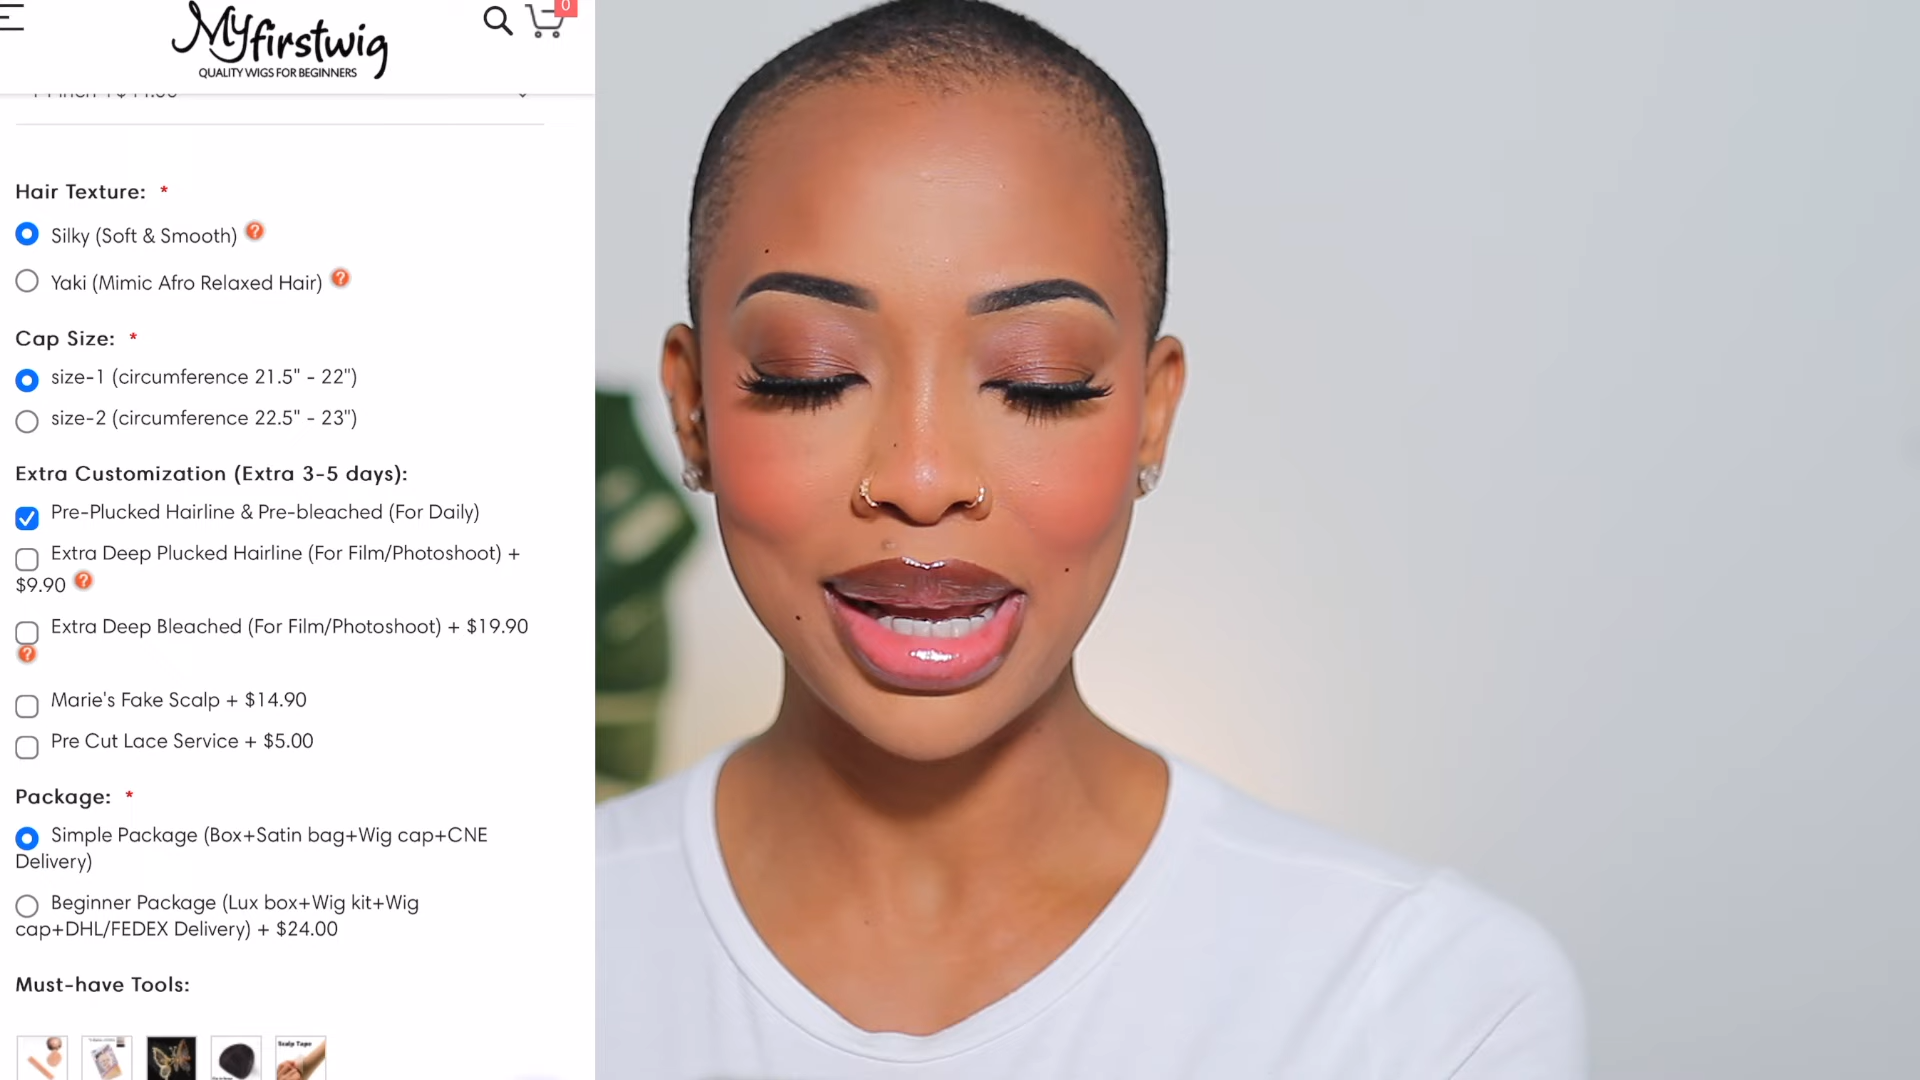 0
Myfirstwig
QUALITY WIGS FOR BEGINNERS
Hair Texture: *
Silky (Soft & Smooth) ?
Yaki (Mimic Afro Relaxed Hair) ?
Cap Size: *
size-1 (circumference 21.5" - 22")
size-2 (circumference 22.5" - 23")
Extra Customization (Extra 3-5 days):
Pre-Plucked Hairline & Pre-bleached (For Daily)
Extra Deep Plucked Hairline (For Film/Photoshoot) +
$9.90 ?
Extra Deep Bleached (For Film/Photoshoot) + $19.90
?
Marie's Fake Scalp + $14.90
Pre Cut Lace Service + $5.00
Package: *
Simple Package (Box+Satin bag+Wig cap+CNE
Delivery)
Beginner Package (Lux box+Wig kit+Wig
cap+DHL/FEDEX Delivery) + $24.00
Must-have Tools:
Scalp Tape